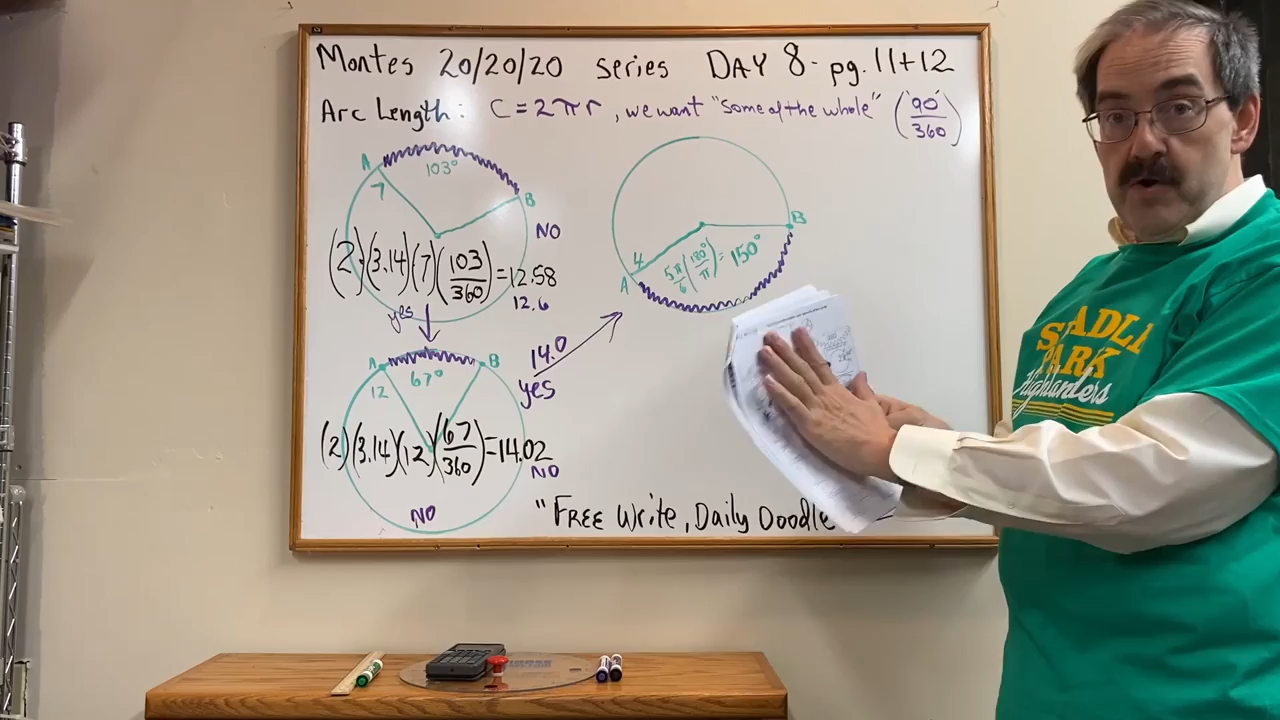 Montes 20/20/20 series DAY 8- pg. 11+12
Arc Length: C=2πr, we want "some of the whole" ('90'/360)
A
103°
7
B
NO
(2)(3.14)(7)(103/360)=12.58
12.6
yes
A
B
12
67°
(2)(3.14)(12)(67/360)=14.02
NO
NO
14.0
yes
B
4
5π/6(180°/π)=150°
A
"FREE Write, Daily Doodle
PARK
Highlanders